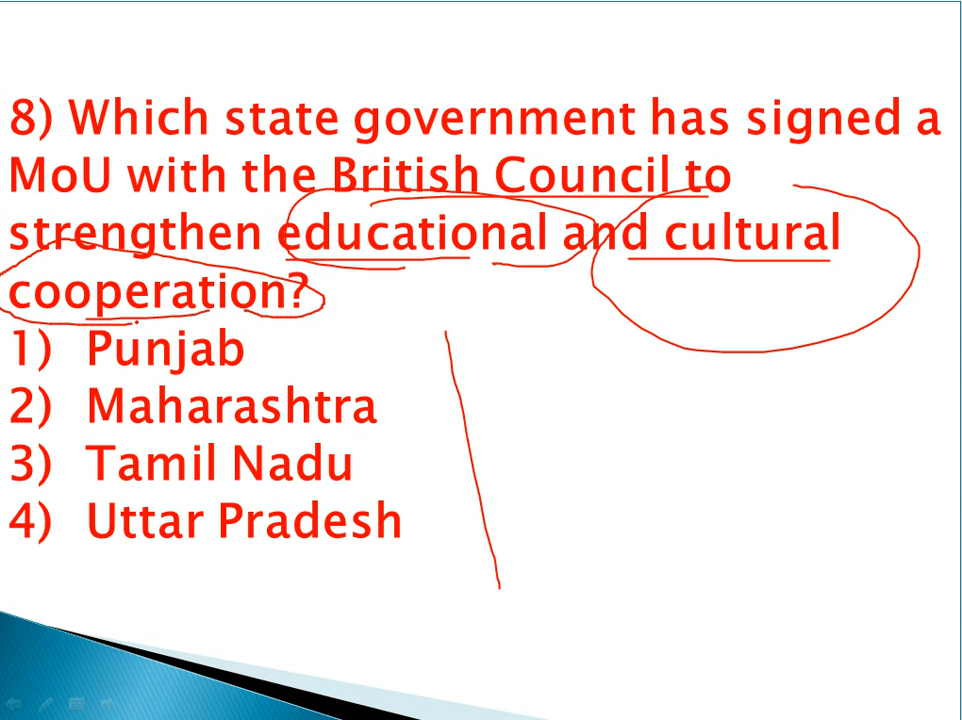 8) Which state government has signed a
MoU with the British Council to
strengthen educational and cultural
cooperation?
1) Punjab
2) Maharashtra
3) Tamil Nadu
4) Uttar Pradesh